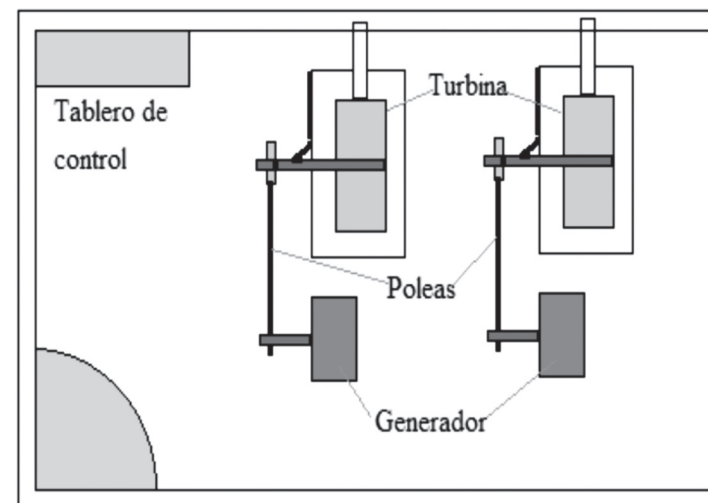 Turbina
Tablero de
control
Poleas
Generador